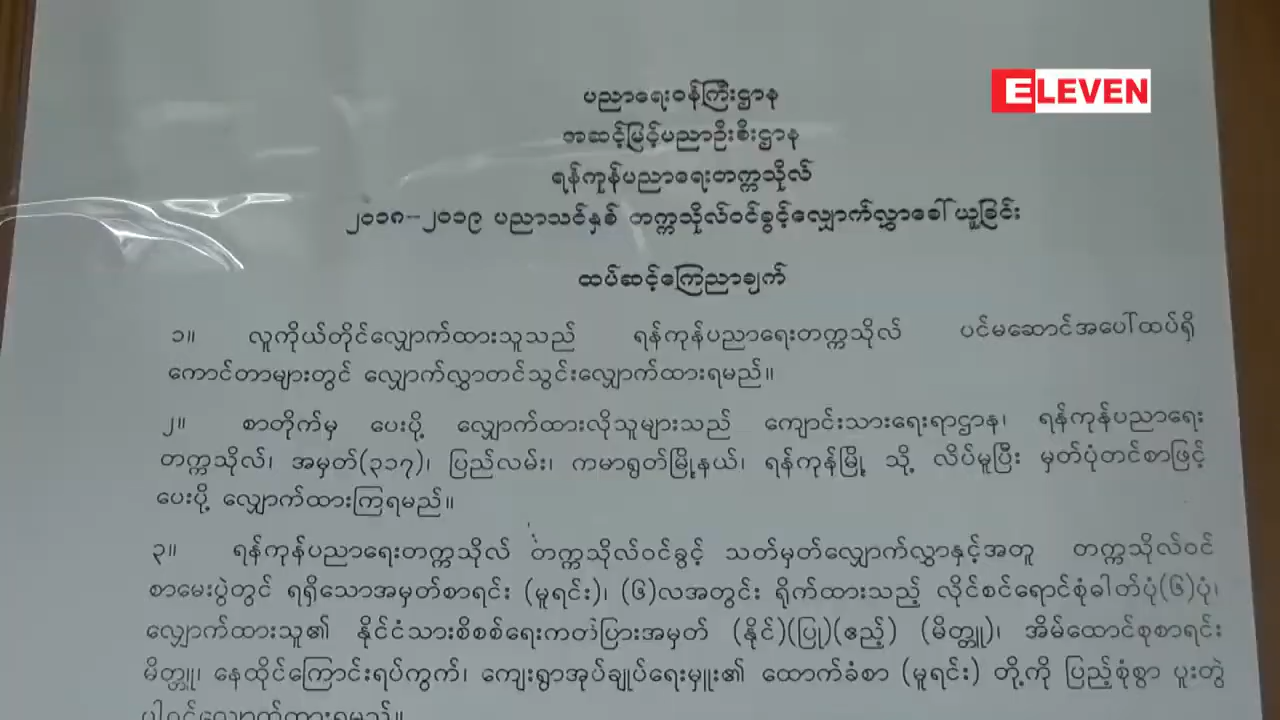 ELEVEN
ပညာရေးဝန်ကြီးဌာန
အဆင့်မြင့်ပညာဦးစီးဌာန
ရန်ကုန်ပညာရေးတက္ကသိုလ်
၂၀၁၈-၂၀၁၉ ပညာသင်နှစ် တက္ကသိုလ်ဝင်ခွင့်လျှောက်လွှာခေါ်ယူခြင်း
ထပ်ဆင့်ကြေညာချက်
၁။ လူကိုယ်တိုင်လျှောက်ထားသူသည် ရန်ကုန်ပညာရေးတက္ကသိုလ် ပင်မဆောင်အပေါ်ထပ်ရှိ
ကောင်တာများတွင် လျှောက်လွှာတင်သွင်းလျှောက်ထားရမည်။
၂။ စာတိုက်မှ ပေးပို့ လျှောက်ထားလိုသူများသည် ကျောင်းသားရေးရာဌာန၊ ရန်ကုန်ပညာရေး
တက္ကသိုလ်၊ အမှတ်(၃၁၇)၊ ပြည်လမ်း၊ ကမာရွတ်မြို့နယ်၊ ရန်ကုန်မြို့ သို့ လိပ်မူပြီး မှတ်ပုံတင်စာဖြင့်
ပေးပို့ လျှောက်ထားကြရမည်။
၃။ ရန်ကုန်ပညာရေးတက္ကသိုလ် တက္ကသိုလ်ဝင်ခွင့် သတ်မှတ်လျှောက်လွှာနှင့်အတူ တက္ကသိုလ်ဝင်
စာမေးပွဲတွင် ရရှိသောအမှတ်စာရင်း (မူရင်း)၊ (၆)လအတွင်း ရိုက်ထားသည့် လိုင်စင်ရောင်စုံဓါတ်ပုံ(၆)ပုံ၊
လျှောက်ထားသူ၏ နိုင်ငံသားစိစစ်ရေးကတ်ပြားအမှတ် (နိုင်)(ပြု)(ဧည့်) (မိတ္တူ)၊ အိမ်ထောင်စုစာရင်း
မိတ္တူ၊ နေထိုင်ကြောင်းရပ်ကွက်၊ ကျေးရွာအုပ်ချုပ်ရေးမှူး၏ ထောက်ခံစာ (မူရင်း) တို့ကို ပြည့်စုံစွာ ပူးတွဲ